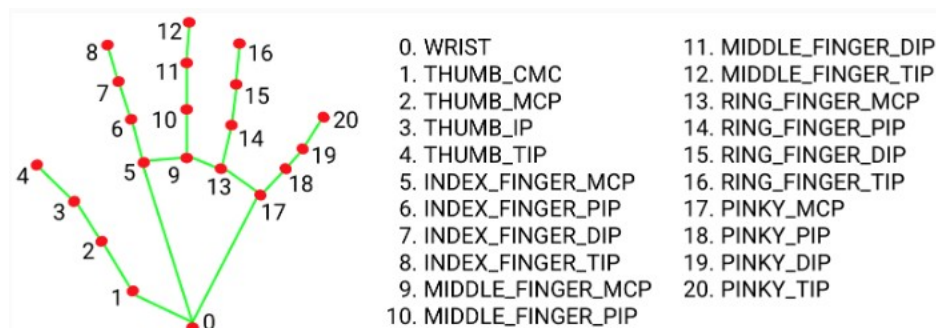 12
8
16
11
7
15
10
6
14
20
4
5
9
13
19
18
3
17
2
1
0
0. WRIST
1. THUMB_CMC
2. THUMB_MCP
3. THUMB_IP
4. THUMB_TIP
5. INDEX_FINGER_MCP
6. INDEX_FINGER_PIP
7. INDEX_FINGER_DIP
8. INDEX_FINGER_TIP
9. MIDDLE_FINGER_MCP
10. MIDDLE_FINGER_PIP
11. MIDDLE_FINGER_DIP
12. MIDDLE_FINGER_TIP
13. RING_FINGER_MCP
14. RING_FINGER_PIP
15. RING_FINGER_DIP
16. RING_FINGER_TIP
17. PINKY_MCP
18. PINKY_PIP
19. PINKY_DIP
20. PINKY_TIP